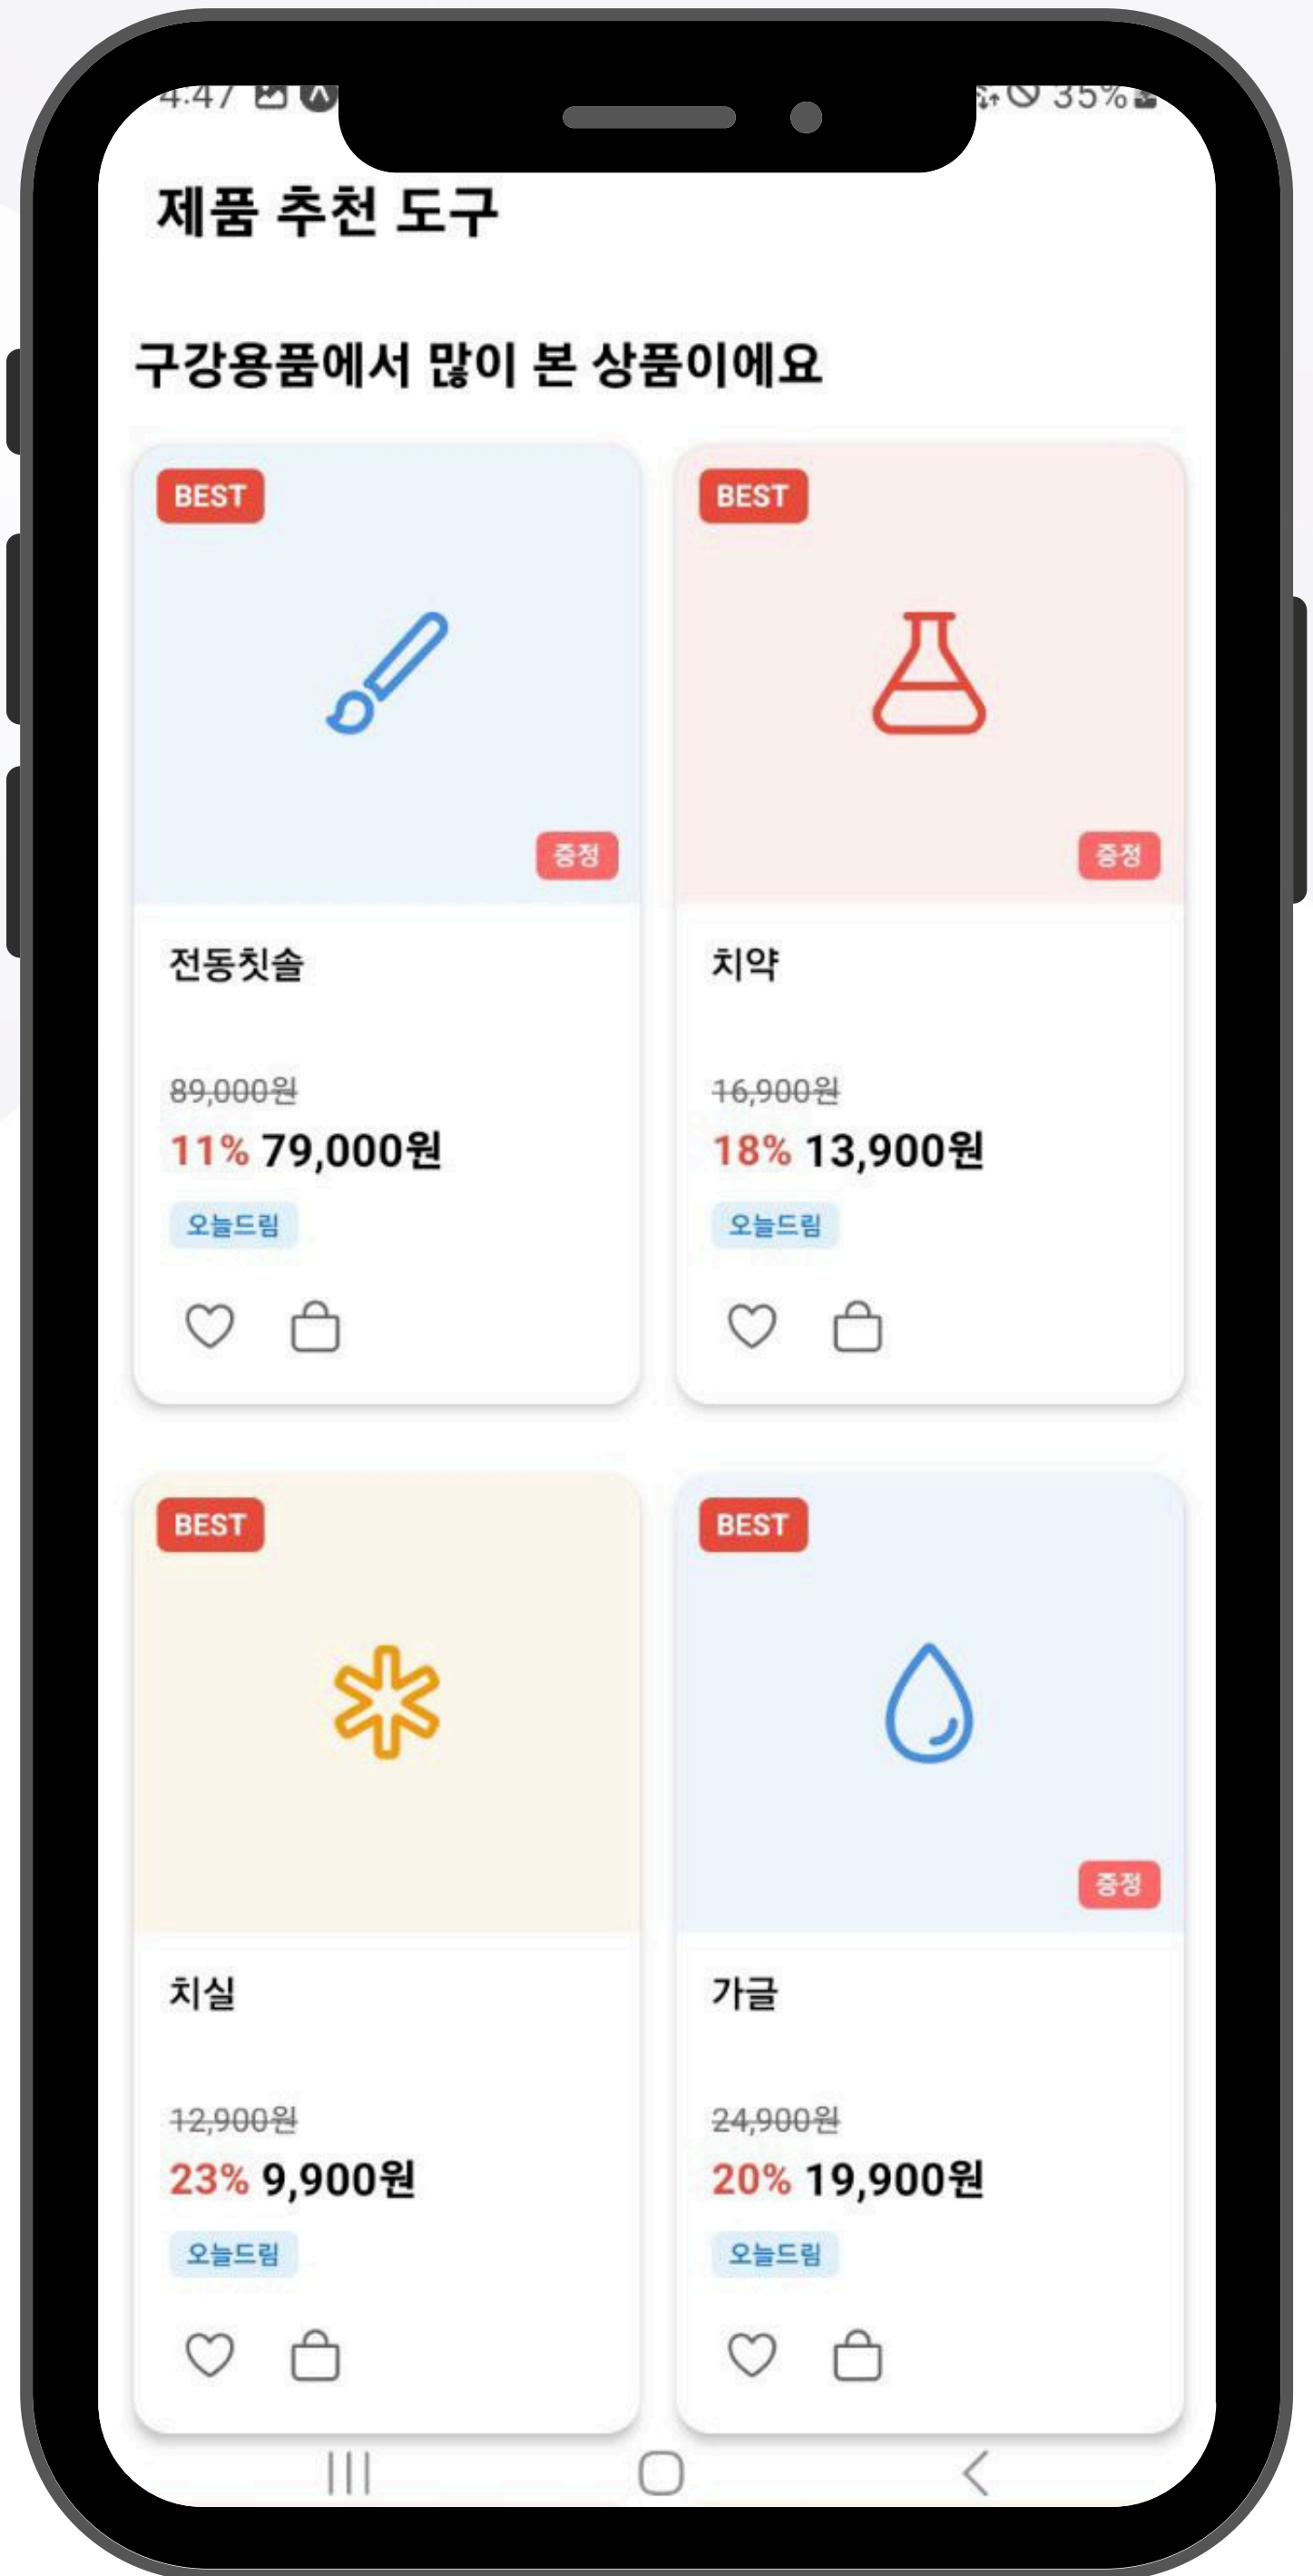 4:47 35%
제품 추천 도구
구강용품에서 많이 본 상품이에요
BEST
증정
전동칫솔
89,000원
11% 79,000원
오늘드림
BEST
증정
치약
16,900원
18% 13,900원
오늘드림
BEST
치실
12,900원
23% 9,900원
오늘드림
BEST
증정
가글
24,900원
20% 19,900원
오늘드림